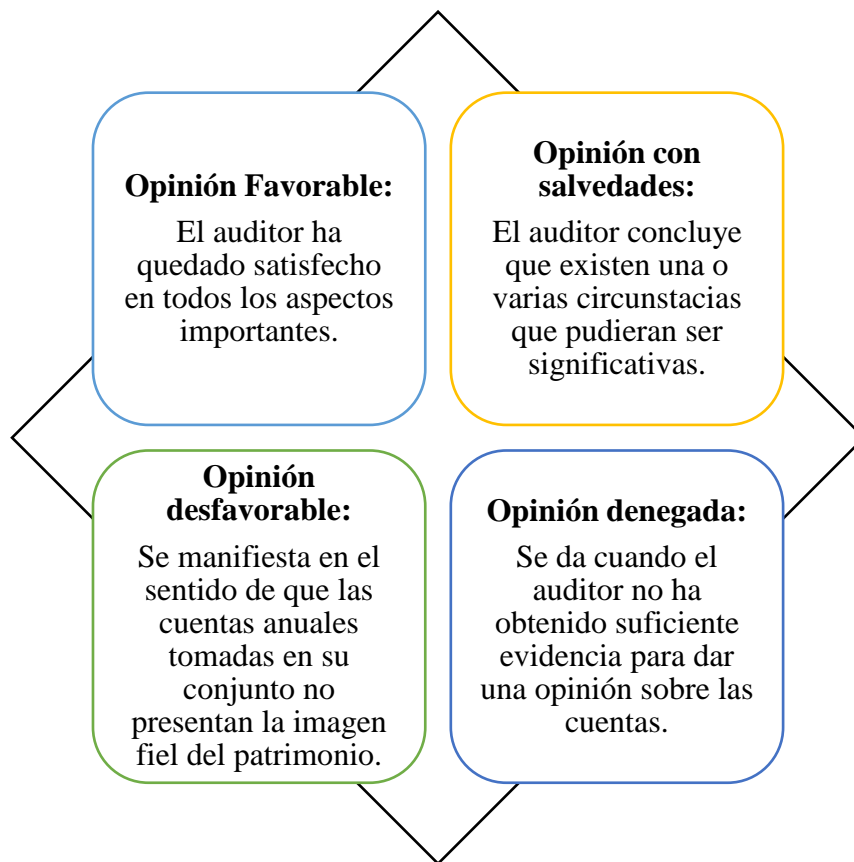 Opinión Favorable:
El auditor ha
quedado satisfecho
en todos los aspectos
importantes.
Opinión con
salvedades:
El auditor concluye
que existen una o
varias circunstacias
que pudieran ser
significativas.
Opinión
desfavorable:
Se manifiesta en el
sentido de que las
cuentas anuales
tomadas en su
conjunto no
presentan la imagen
fiel del patrimonio.
Opinión denegada:
Se da cuando el
auditor no ha
obtenido suficiente
evidencia para dar
una opinión sobre las
cuentas.